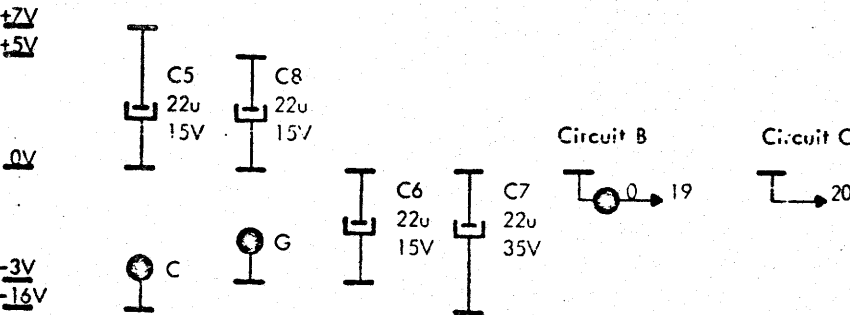 +7V
+5V
0V
-3V
-16V
C5
22u
15V
C8
22u
15V
C
G
C6
22u
15V
C7
22u
35V
Circuit B
0
19
Circuit C
20